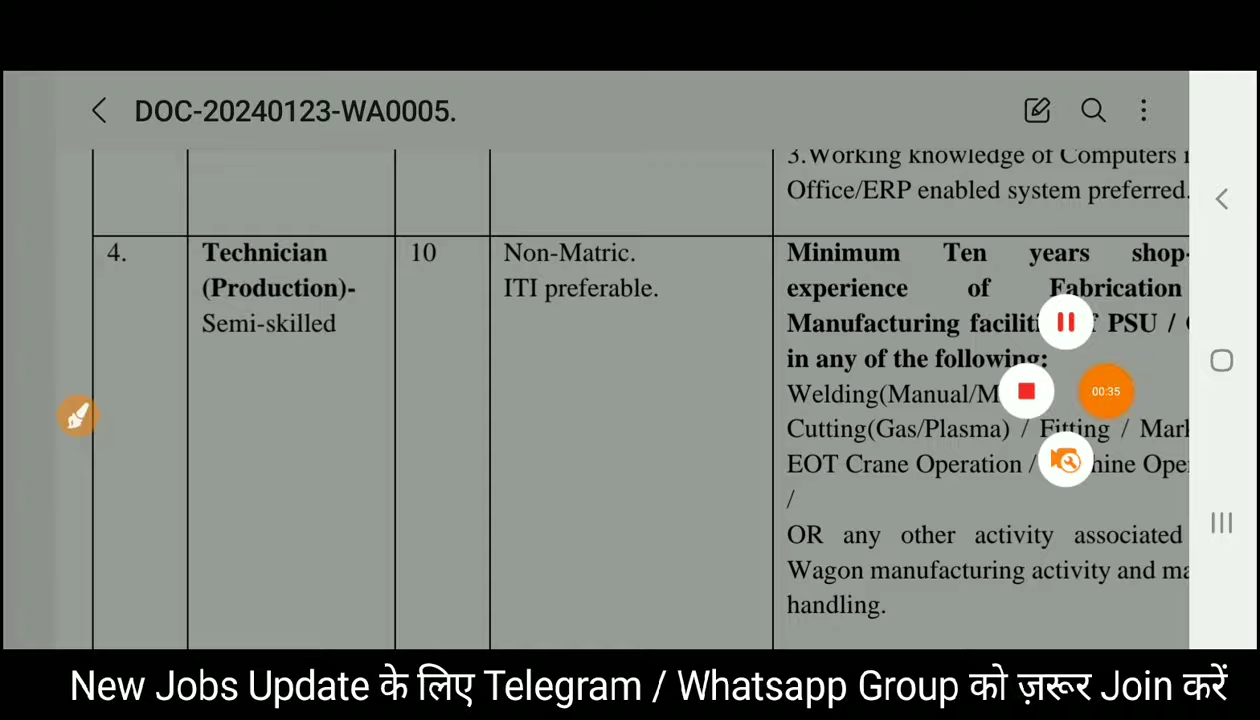 DOC-20240123-WA0005.
3.Working knowledge of Computers
Office/ERP enabled system preferred.
4.
Technician
(Production)-
Semi-skilled
10
Non-Matric.
ITI preferable.
Minimum Ten years shop-
experience of Fabrication
Manufacturing PSU /
in any of the following:
Welding(Manual/M
Cutting(Gas/Plasma) / Fitting /
EOT Crane Operation /
/
OR any other activity associated
Wagon manufacturing activity and
handling.
00:35
New Jobs Update के लिए Telegram / Whatsapp Group को ज़रूर Join करें